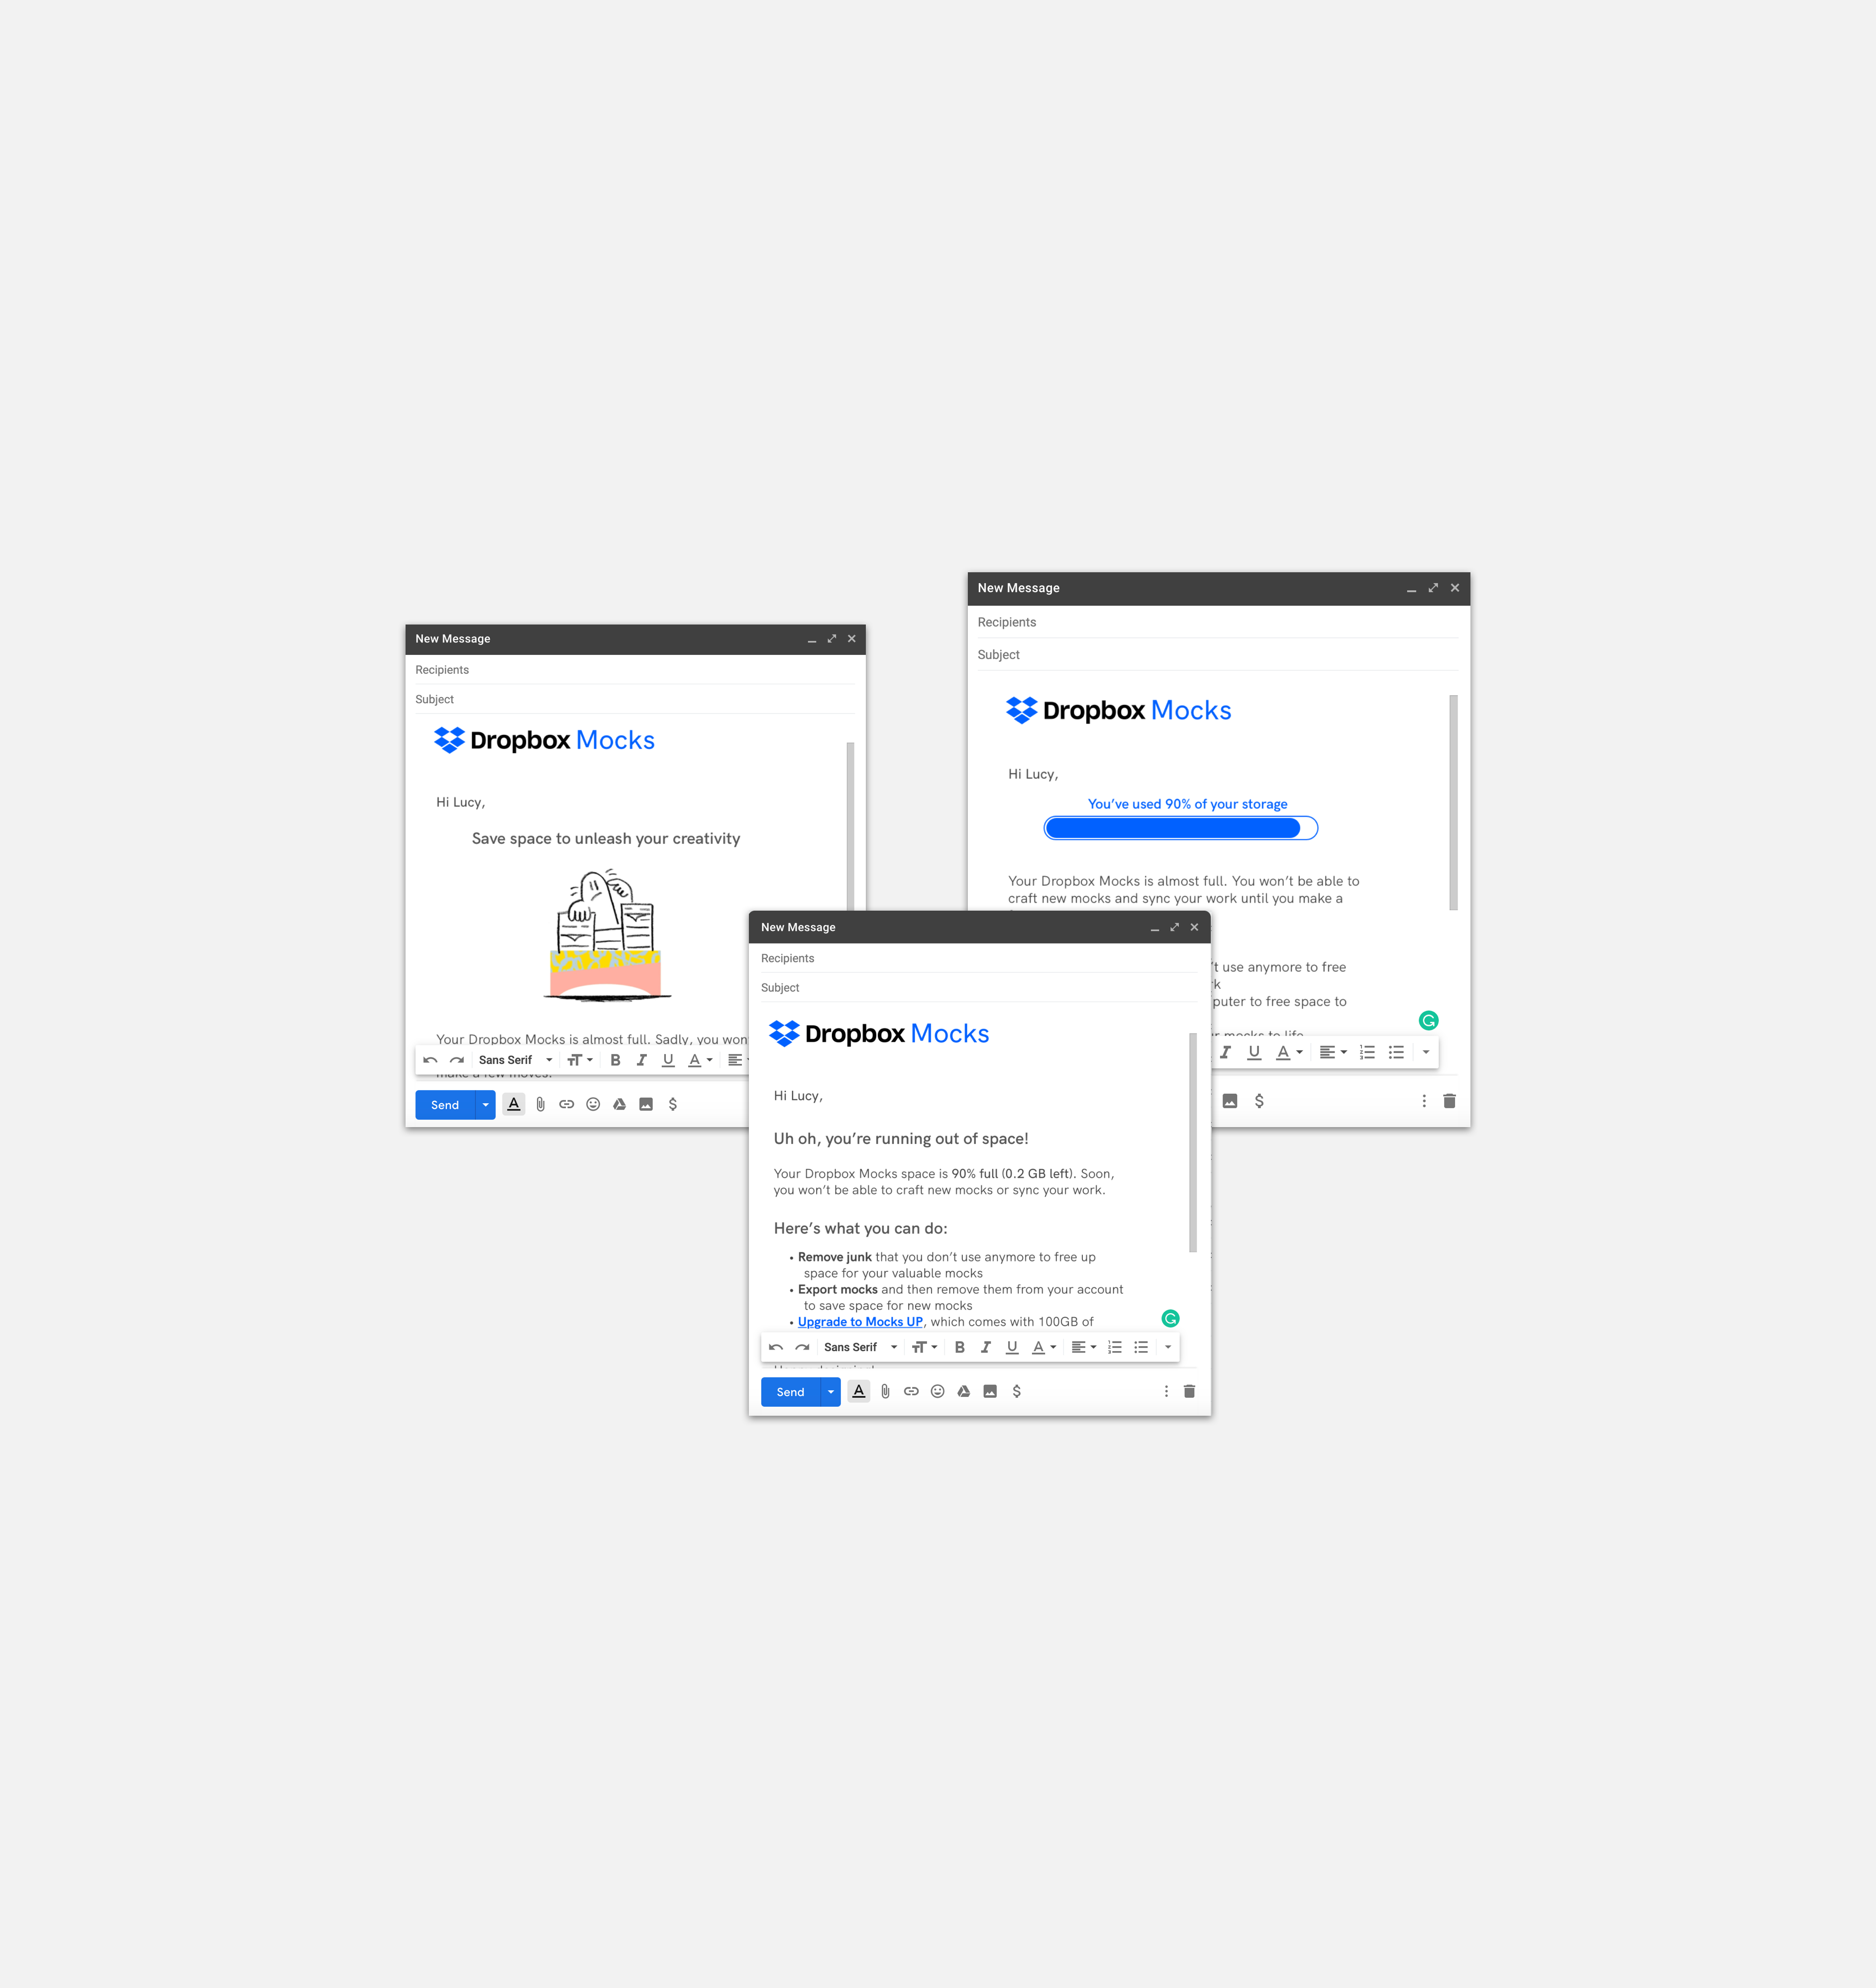 New Message
Recipients
Subject
Dropbox Mocks
Hi Lucy,
Save space to unleash your creativity
Your Dropbox Mocks is almost full. Sadly, you won
Sans Serif
make a few moves.
Send
New Message
Recipients
Subject
Dropbox Mocks
Hi Lucy,
You’ve used 90% of your storage
Your Dropbox Mocks is almost full. You won’t be able to
craft new mocks and sync your work until you make a
’t use anymore to free
puter to free space to
mocks to life
New Message
Recipients
Subject
Dropbox Mocks
Hi Lucy,
Uh oh, you’re running out of space!
Your Dropbox Mocks space is 90% full (0.2 GB left). Soon,
you won’t be able to craft new mocks or sync your work.
Here’s what you can do:
• Remove junk that you don’t use anymore to free up
space for your valuable mocks
• Export mocks and then remove them from your account
to save space for new mocks
• Upgrade to Mocks UP, which comes with 100GB of
Sans Serif
Send